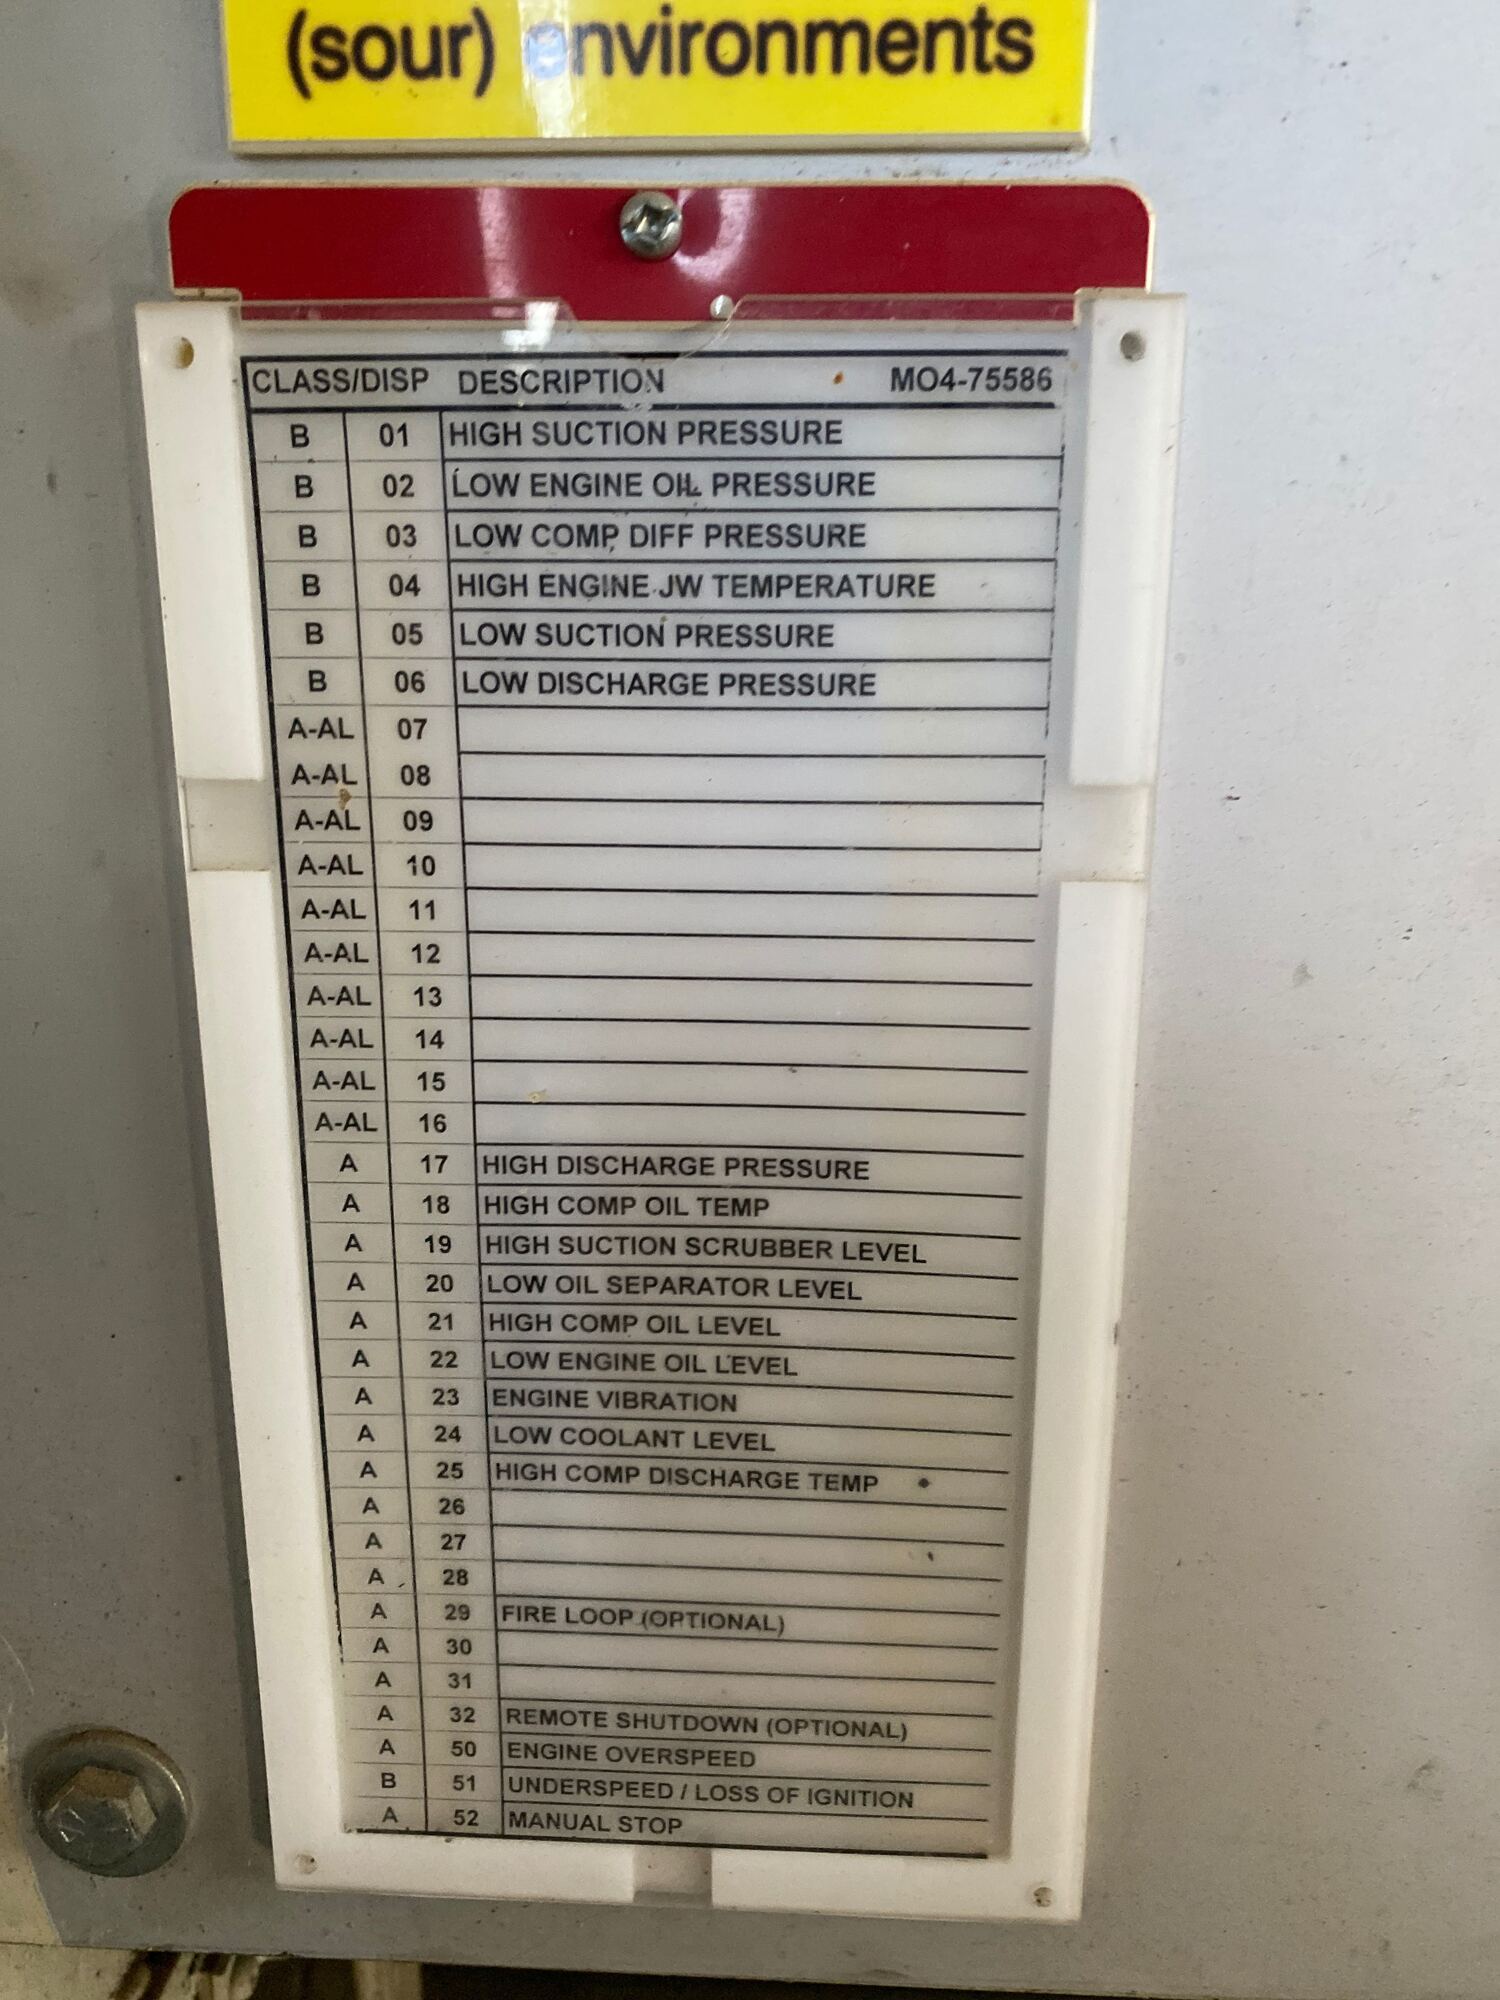 (sour) environments
CLASS/DISP DESCRIPTION MO4-75586
B 01 HIGH SUCTION PRESSURE
B 02 LOW ENGINE OIL PRESSURE
B 03 LOW COMP DIFF PRESSURE
B 04 HIGH ENGINE JW TEMPERATURE
B 05 LOW SUCTION PRESSURE
B 06 LOW DISCHARGE PRESSURE
A-AL 07
A-AL 08
A-AL 09
A-AL 10
A-AL 11
A-AL 12
A-AL 13
A-AL 14
A-AL 15
A-AL 16
A 17 HIGH DISCHARGE PRESSURE
A 18 HIGH COMP OIL TEMP
A 19 HIGH SUCTION SCRUBBER LEVEL
A 20 LOW OIL SEPARATOR LEVEL
A 21 HIGH COMP OIL LEVEL
A 22 LOW ENGINE OIL LEVEL
A 23 ENGINE VIBRATION
A 24 LOW COOLANT LEVEL
A 25 HIGH COMP DISCHARGE TEMP
A 26
A 27
A 28
A 29 FIRE LOOP (OPTIONAL)
A 30
A 31
A 32 REMOTE SHUTDOWN (OPTIONAL)
A 50 ENGINE OVERSPEED
B 51 UNDERSPEED / LOSS OF IGNITION
A 52 MANUAL STOP